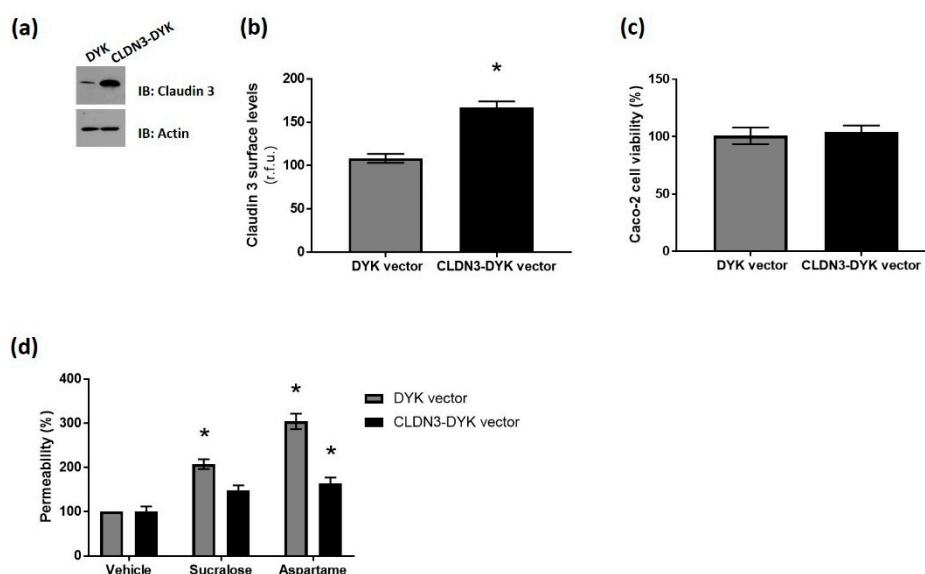 (a)
DYK
CLDN3-DYK
IB: Claudin 3
IB: Actin
(b)
Claudin 3 surface levels
(r.f.u.)
200
150
100
50
0
*
DYK vector
CLDN3-DYK vector
(c)
Caco-2 cell viability (%)
200
150
100
50
0
DYK vector
CLDN3-DYK vector
(d)
Permeability (%)
400
300
200
100
0
*
*
*
Vehicle
Sucralose
Aspartame
DYK vector
CLDN3-DYK vector